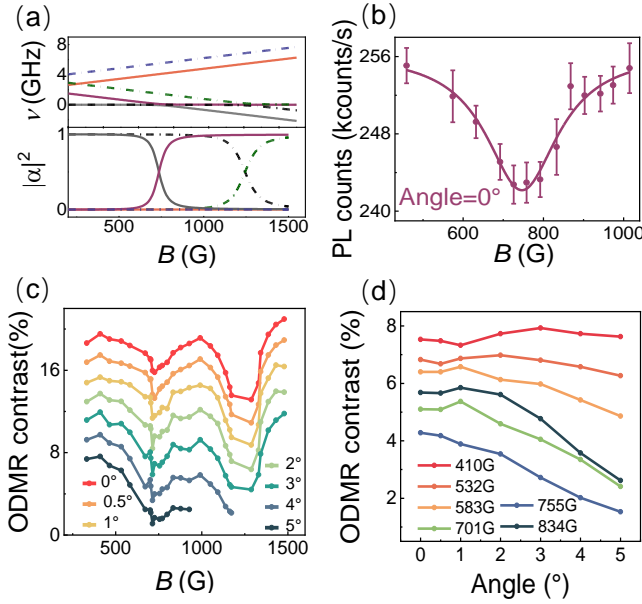 (a)
8
4
0
ν (GHz)
1
0
|α|²
500
1000
1500
B (G)
(b)
256
248
240
PL counts (kcounts/s)
Angle=0°
600
800
1000
B (G)
(c)
16
8
0
ODMR contrast(%)
0°
0.5°
1°
2°
3°
4°
5°
500
1000
1500
B (G)
(d)
8
6
4
2
ODMR contrast (%)
410G
532G
583G
701G
755G
834G
0
1
2
3
4
5
Angle (°)